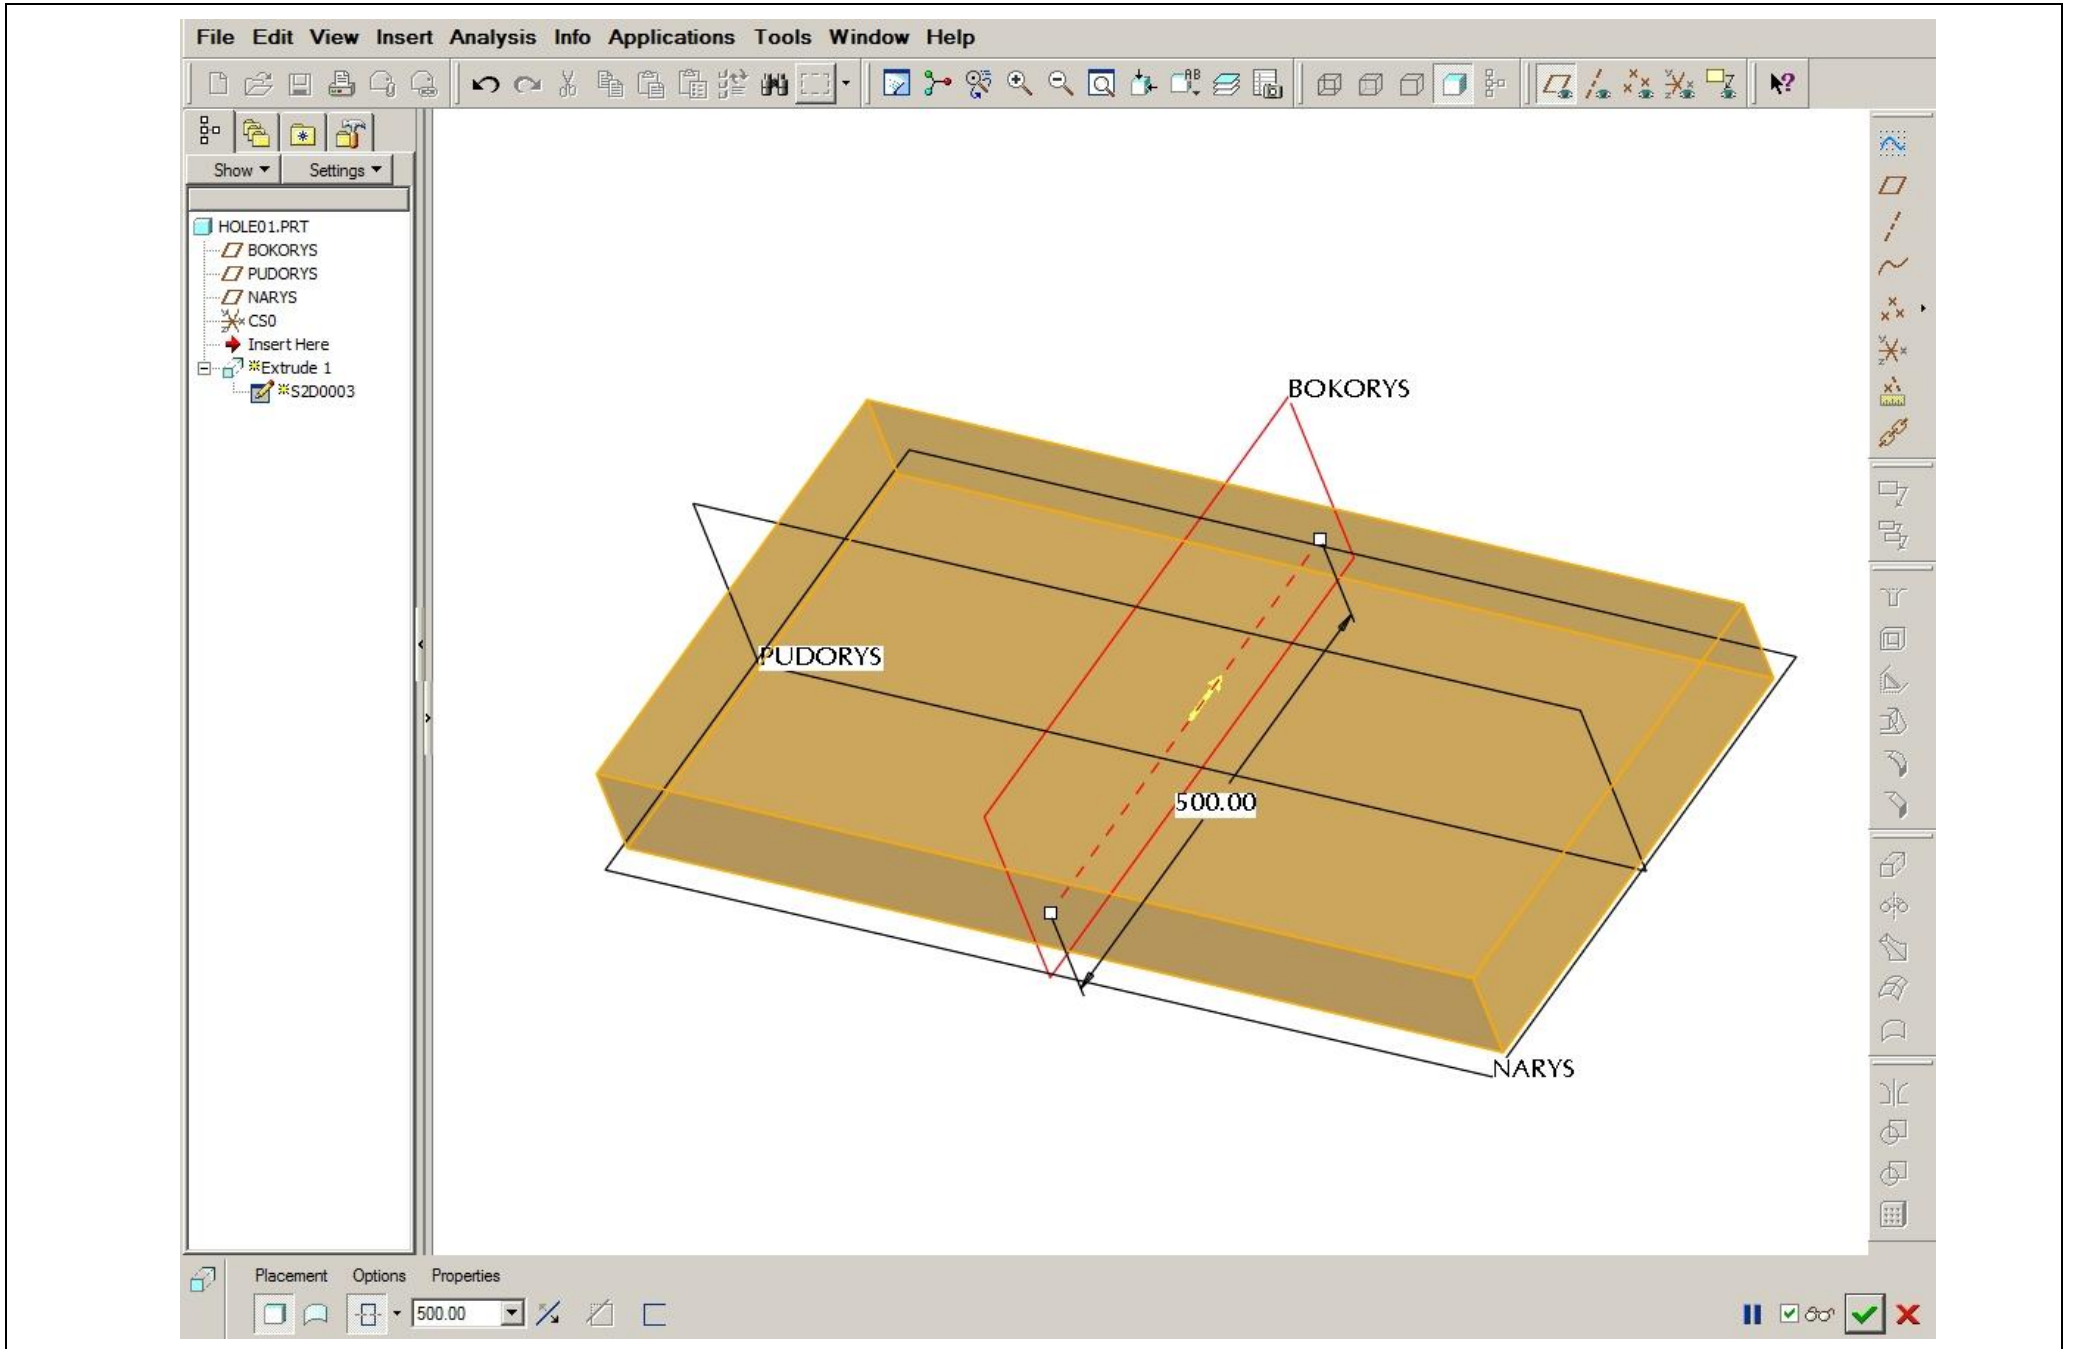 File Edit View Insert Analysis Info Applications Tools Window Help
Show Settings
HOLE01.PRT
BOKORYS
PUDORYS
NARYS
CS0
Insert Here
Extrude 1
S2D0003
BOKORYS
PUDORYS
500.00
NARYS
Placement Options Properties
500.00